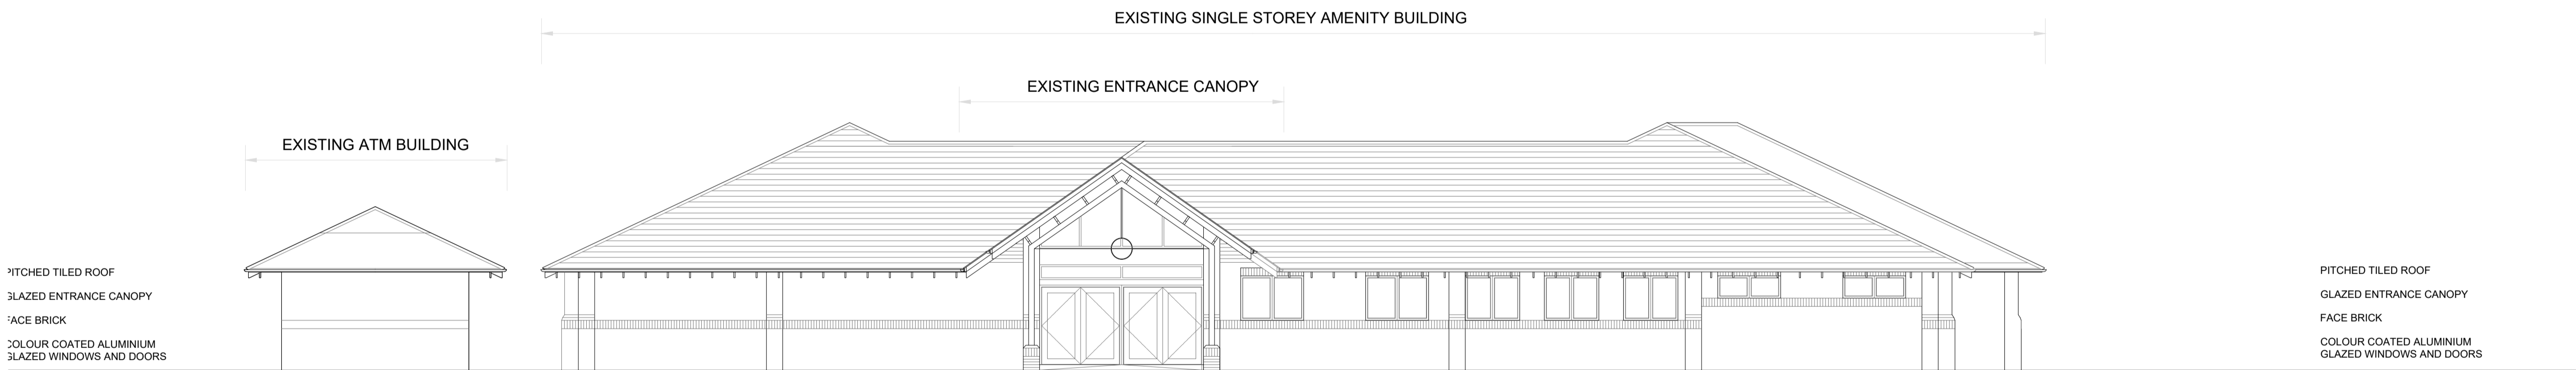 EXISTING SINGLE STOREY AMENITY BUILDING
EXISTING ENTRANCE CANOPY
EXISTING ATM BUILDING
PITCHED TILED ROOF
GLAZED ENTRANCE CANOPY
FACE BRICK
COLOUR COATED ALUMINIUM
GLAZED WINDOWS AND DOORS
PITCHED TILED ROOF
GLAZED ENTRANCE CANOPY
FACE BRICK
COLOUR COATED ALUMINIUM
GLAZED WINDOWS AND DOORS